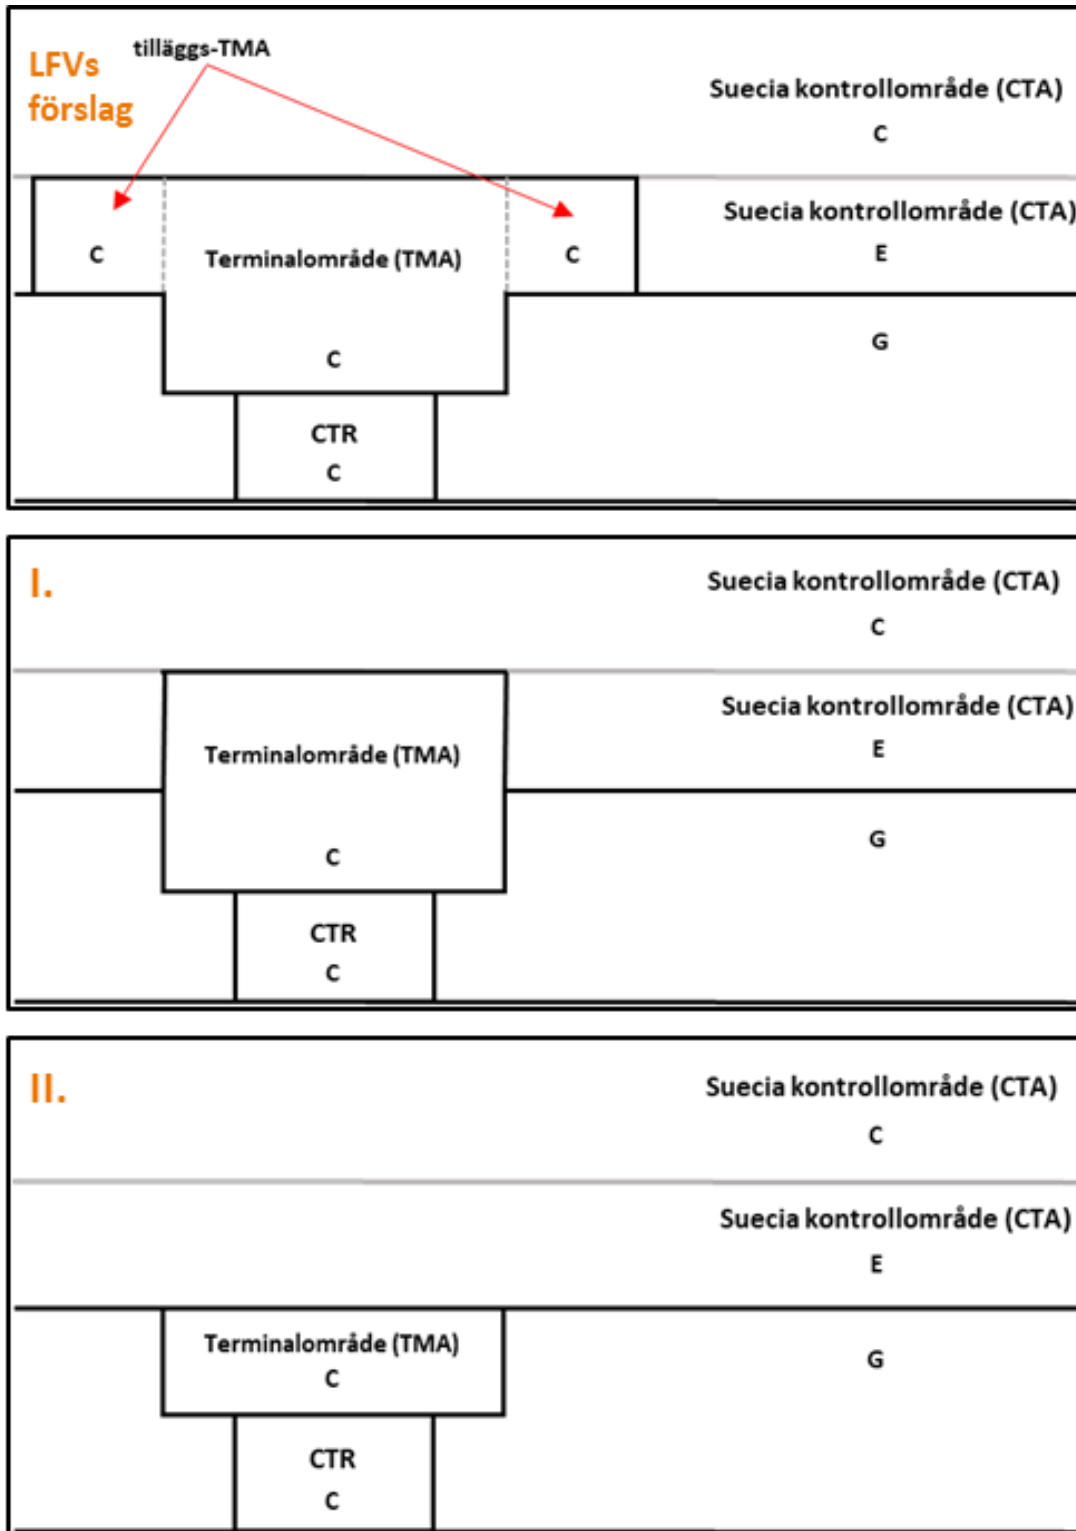 LFVs
förslag
tilläggs-TMA
Suecia kontrollområde (CTA)
C
Suecia kontrollområde (CTA)
E
C
Terminalområde (TMA)
C
G
C
CTR
C
I.
Suecia kontrollområde (CTA)
C
Suecia kontrollområde (CTA)
E
Terminalområde (TMA)
C
G
CTR
C
II.
Suecia kontrollområde (CTA)
C
Suecia kontrollområde (CTA)
E
Terminalområde (TMA)
C
G
CTR
C